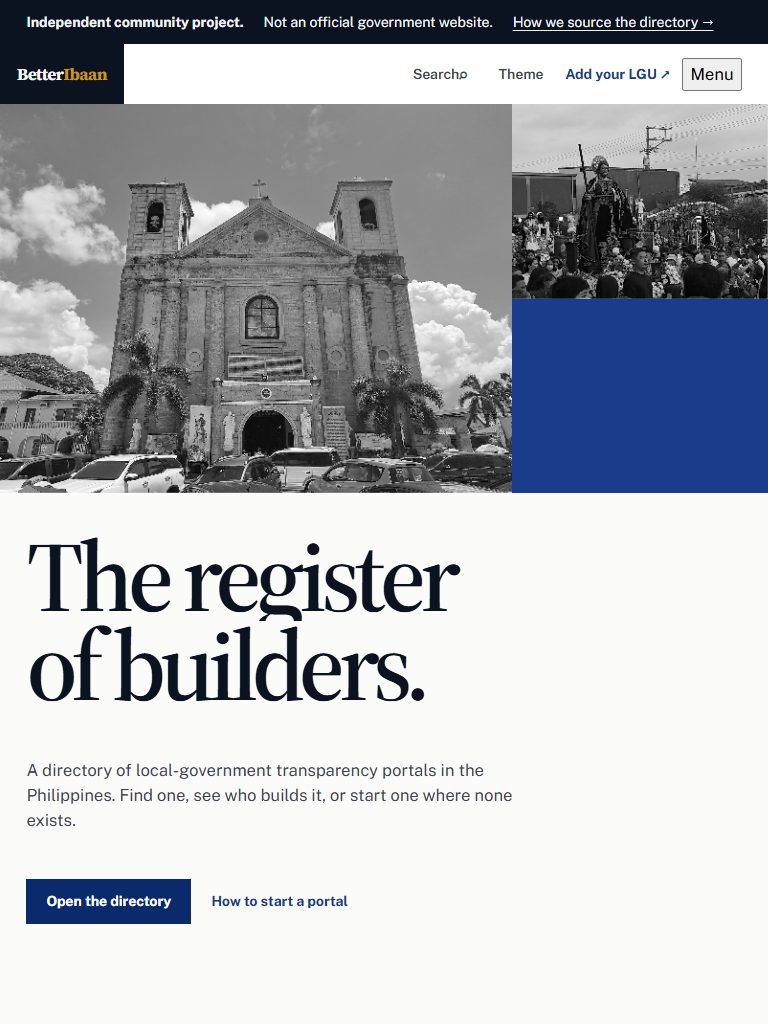 Independent community project. Not an official government website. How we source the directory →
BetterIbaan Search⌕ Theme Add your LGU ↗ Menu
The register
of builders.
A directory of local-government transparency portals in the
Philippines. Find one, see who builds it, or start one where none
exists.
Open the directory How to start a portal